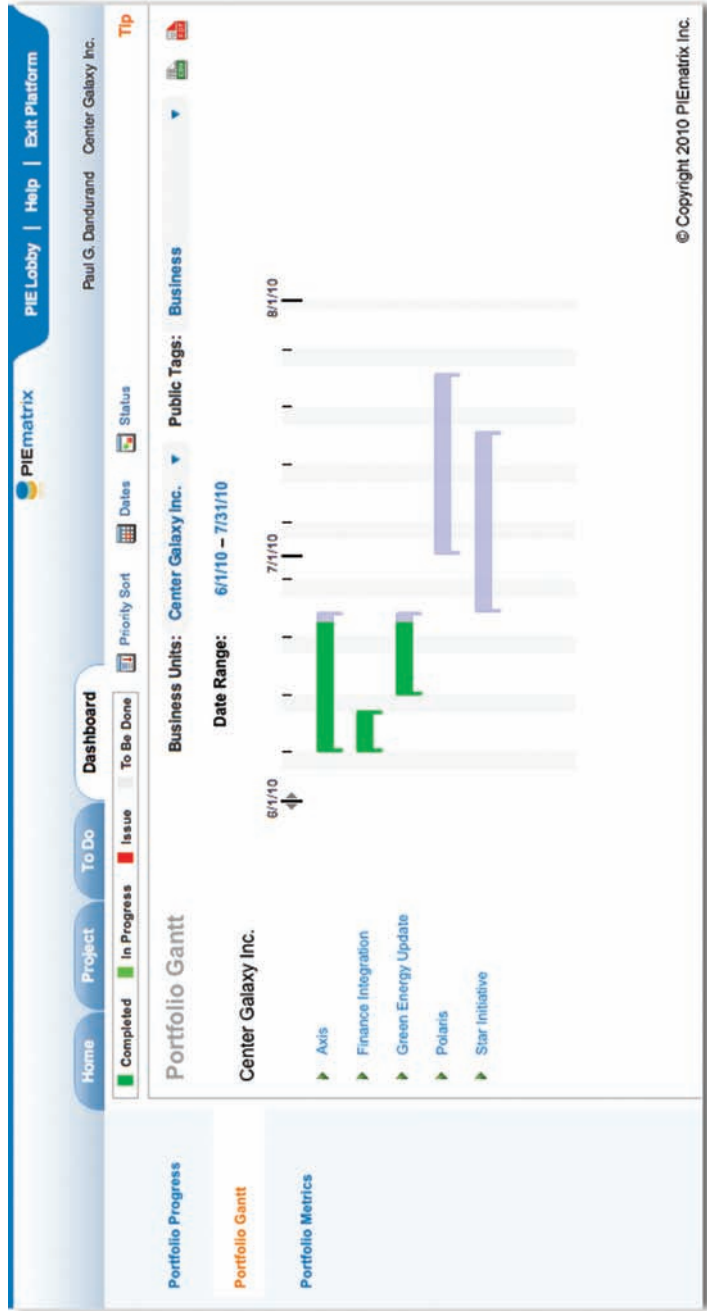 PIEmatrix
PIE Lobby | Help | Exit Platform
Home
Project
To Do
Dashboard
Paul G. Dandurand Center Galaxy Inc.
Completed
In Progress
Issue
To Be Done
Priority Sort
Dates
Status
Tip
Portfolio Progress
Portfolio Gantt
Portfolio Metrics
Portfolio Gantt
Business Units: Center Galaxy Inc.
Public Tags: Business
Date Range: 6/1/10 – 7/31/10
Center Galaxy Inc.
6/1/10
7/1/10
8/1/10
Axis
Finance Integration
Green Energy Update
Polaris
Star Initiative
© Copyright 2010 PIEmatrix Inc.